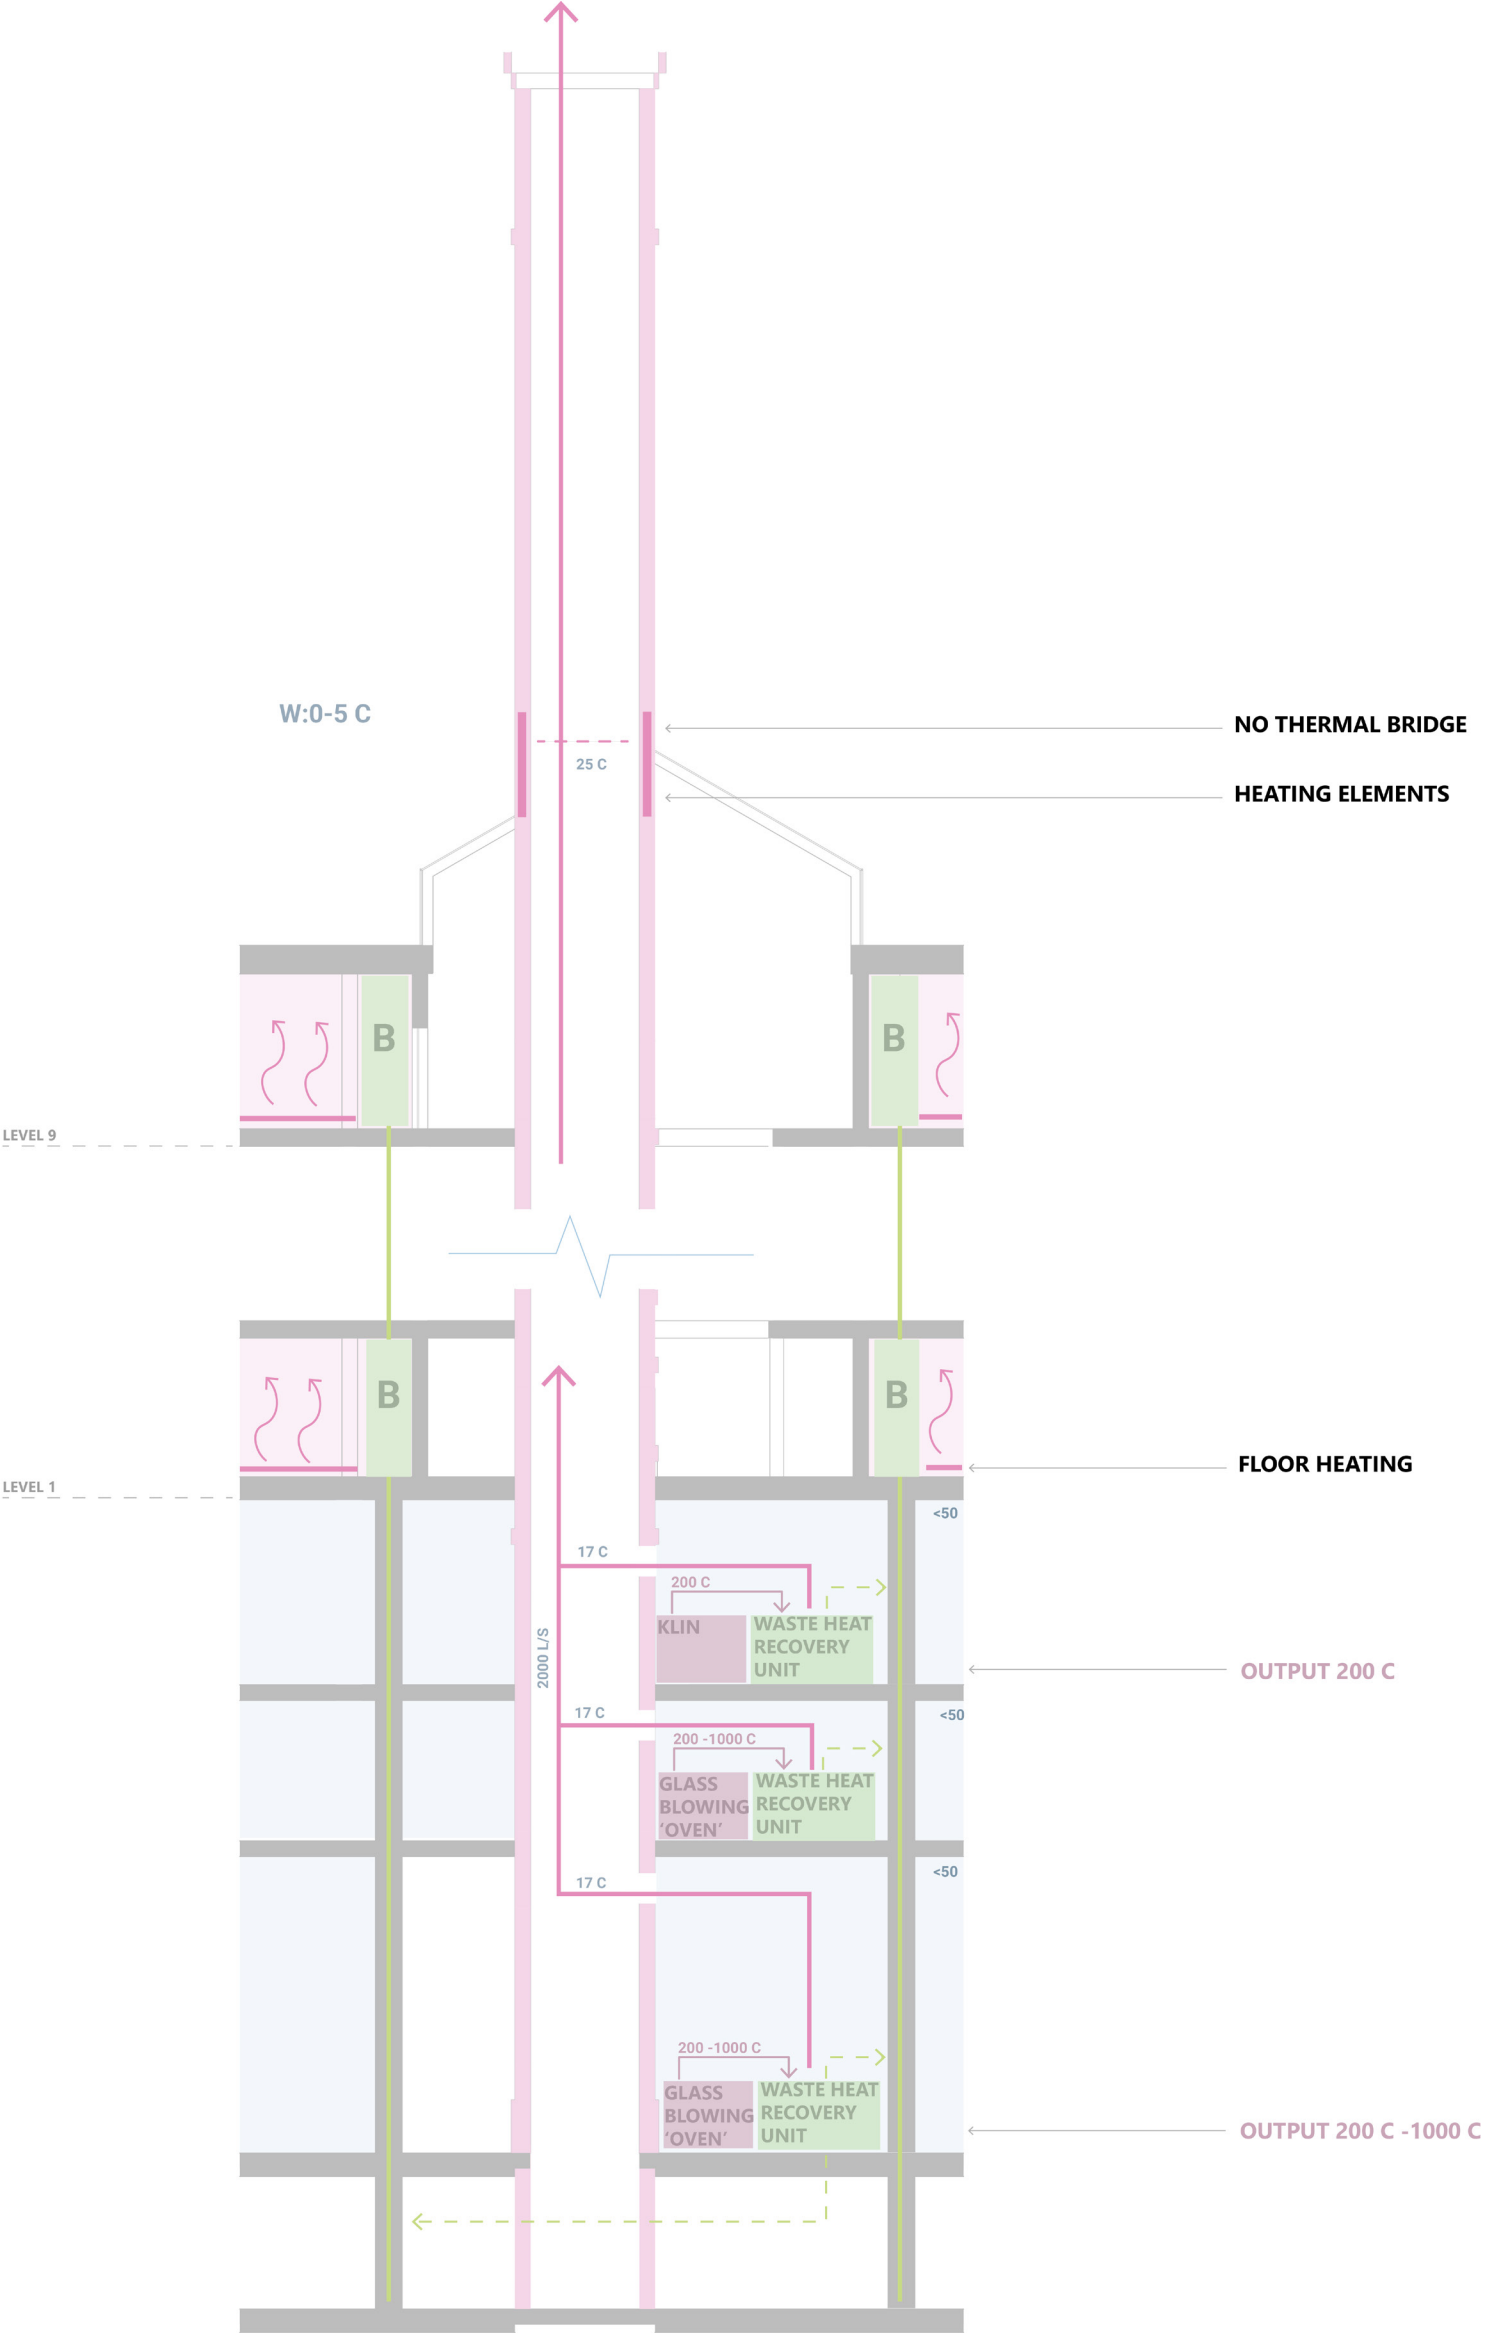 W:0-5 C
NO THERMAL BRIDGE
25 C
HEATING ELEMENTS
B
B
LEVEL 9
B
B
FLOOR HEATING
LEVEL 1
<50
17 C
200 C
KLIN
WASTE HEAT
RECOVERY
UNIT
2000 L/S
OUTPUT 200 C
17 C
<50
200 -1000 C
GLASS
BLOWING
‘OVEN’
WASTE HEAT
RECOVERY
UNIT
<50
17 C
200 -1000 C
GLASS
BLOWING
‘OVEN’
WASTE HEAT
RECOVERY
UNIT
OUTPUT 200 C -1000 C